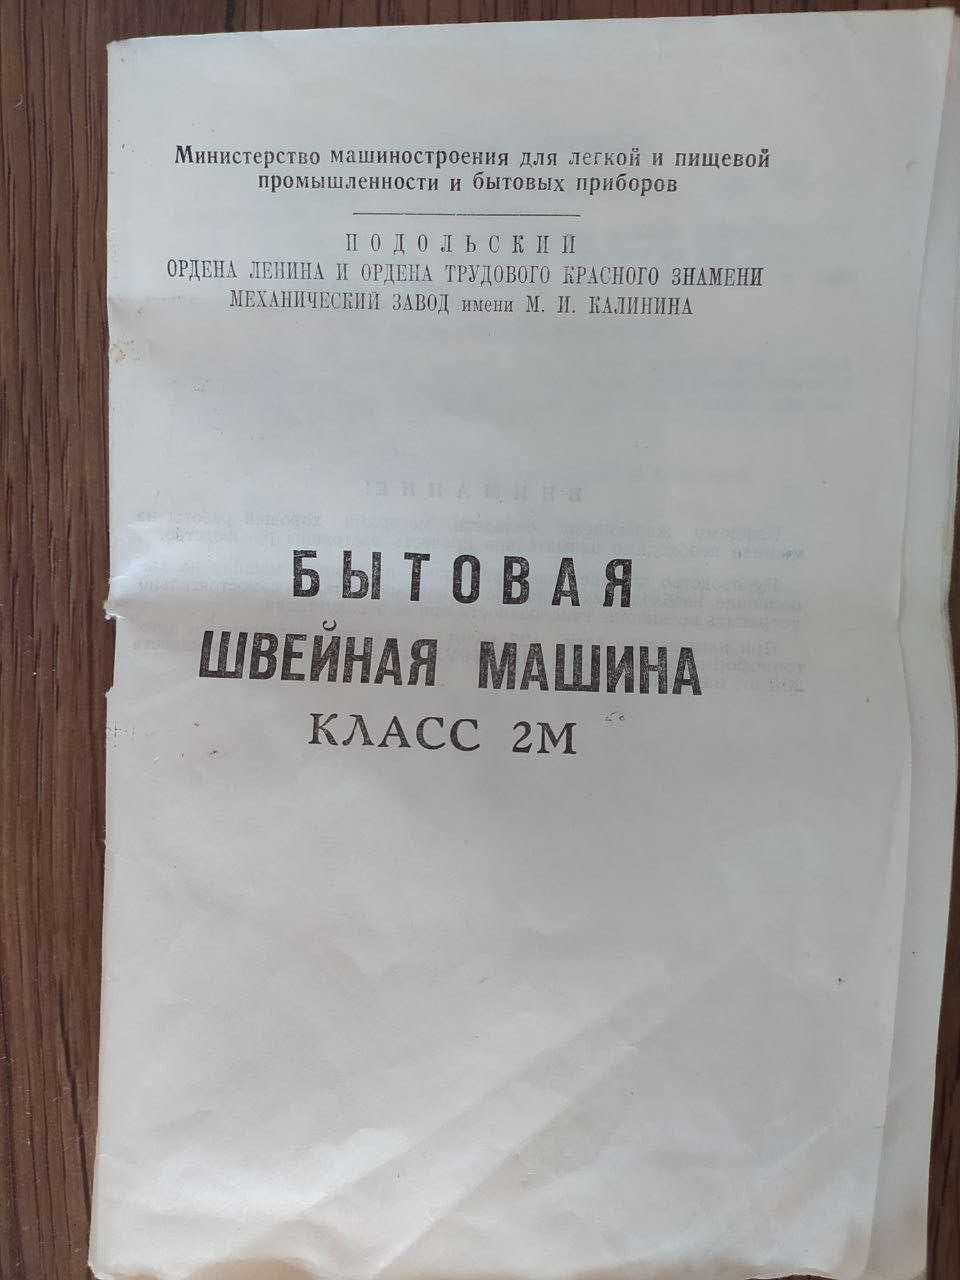 Министерство машиностроения для легкой и пищевой
промышленности и бытовых приборов
ПОДОЛЬСКИЙ
ОРДЕНА ЛЕНИНА И ОРДЕНА ТРУДОВОГО КРАСНОГО ЗНАМЕНИ
МЕХАНИЧЕСКИЙ ЗАВОД имени М. И. КАЛИНИНА
БЫТОВАЯ
ШВЕЙНАЯ МАШИНА
КЛАСС 2М